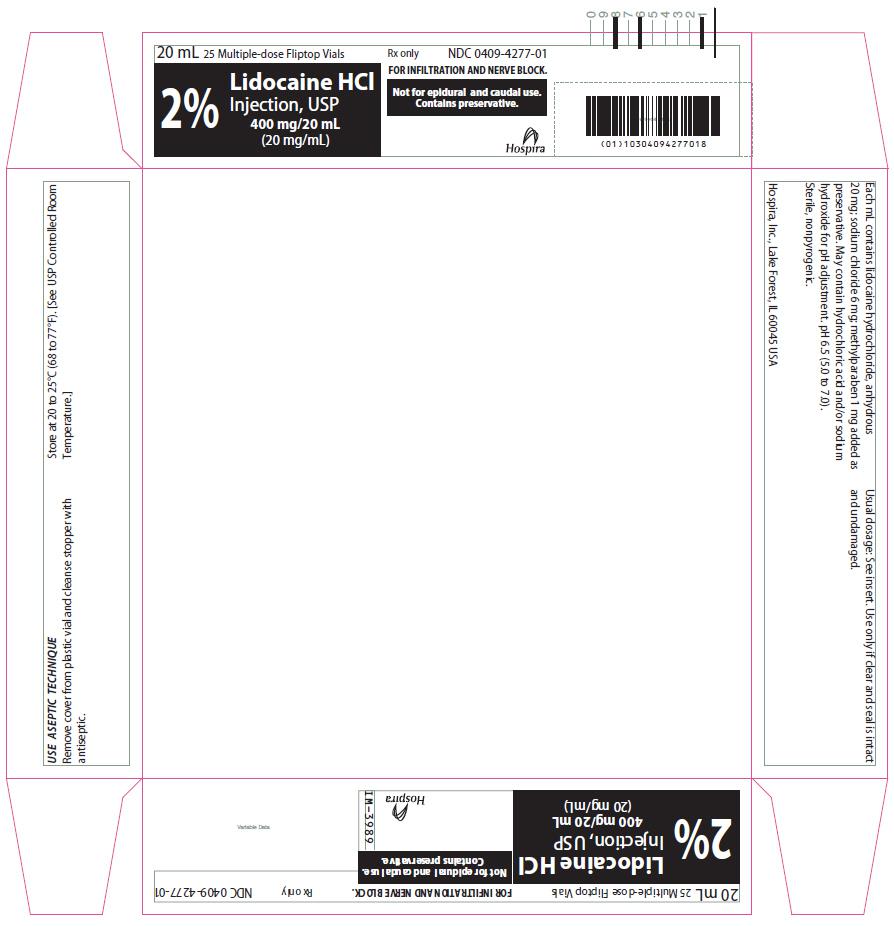 0
9
8
7
6
5
4
3
2
1
20 mL 25 Multiple-dose Fliptop Vials
Rx only
NDC 0409-4277-01
2%
Lidocaine HCl
Injection, USP
400 mg/20 mL
(20 mg/mL)
FOR INFILTRATION AND NERVE BLOCK.
Not for epidural and caudal use.
Contains preservative.
Hospira
(01)10304094277018
Store at 20 to 25°C (68 to 77°F). [See USP Controlled Room
Temperature.]
USE ASEPTIC TECHNIQUE
Remove cover from plastic vial and cleanse stopper with
antiseptic.
Each mL contains lidocaine hydrochloride, anhydrous
20 mg; sodium chloride 6 mg; methylparaben 1 mg added as
preservative. May contain hydrochloric acid and/or sodium
hydroxide for pH adjustment. pH 6.5 (5.0 to 7.0).
Sterile, nonpyrogenic.
Hospira, Inc., Lake Forest, IL 60045 USA
Usual dosage: See insert. Use only if clear and seal is intact
and undamaged.
20 mL 25 Multiple-dose Fliptop Vials
FOR INFILTRATION AND NERVE BLOCK.
Rx only
NDC 0409-4277-01
2%
Lidocaine HCl
Injection, USP
400 mg/20 mL
(20 mg/mL)
Not for epidural and caudal use.
Contains preservative.
Hospira
IM-3989
Variable Data